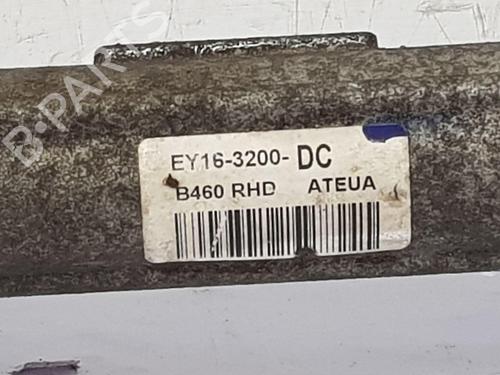 B-PARTS
EY16-3200-DC
B460 RHD ATEUA